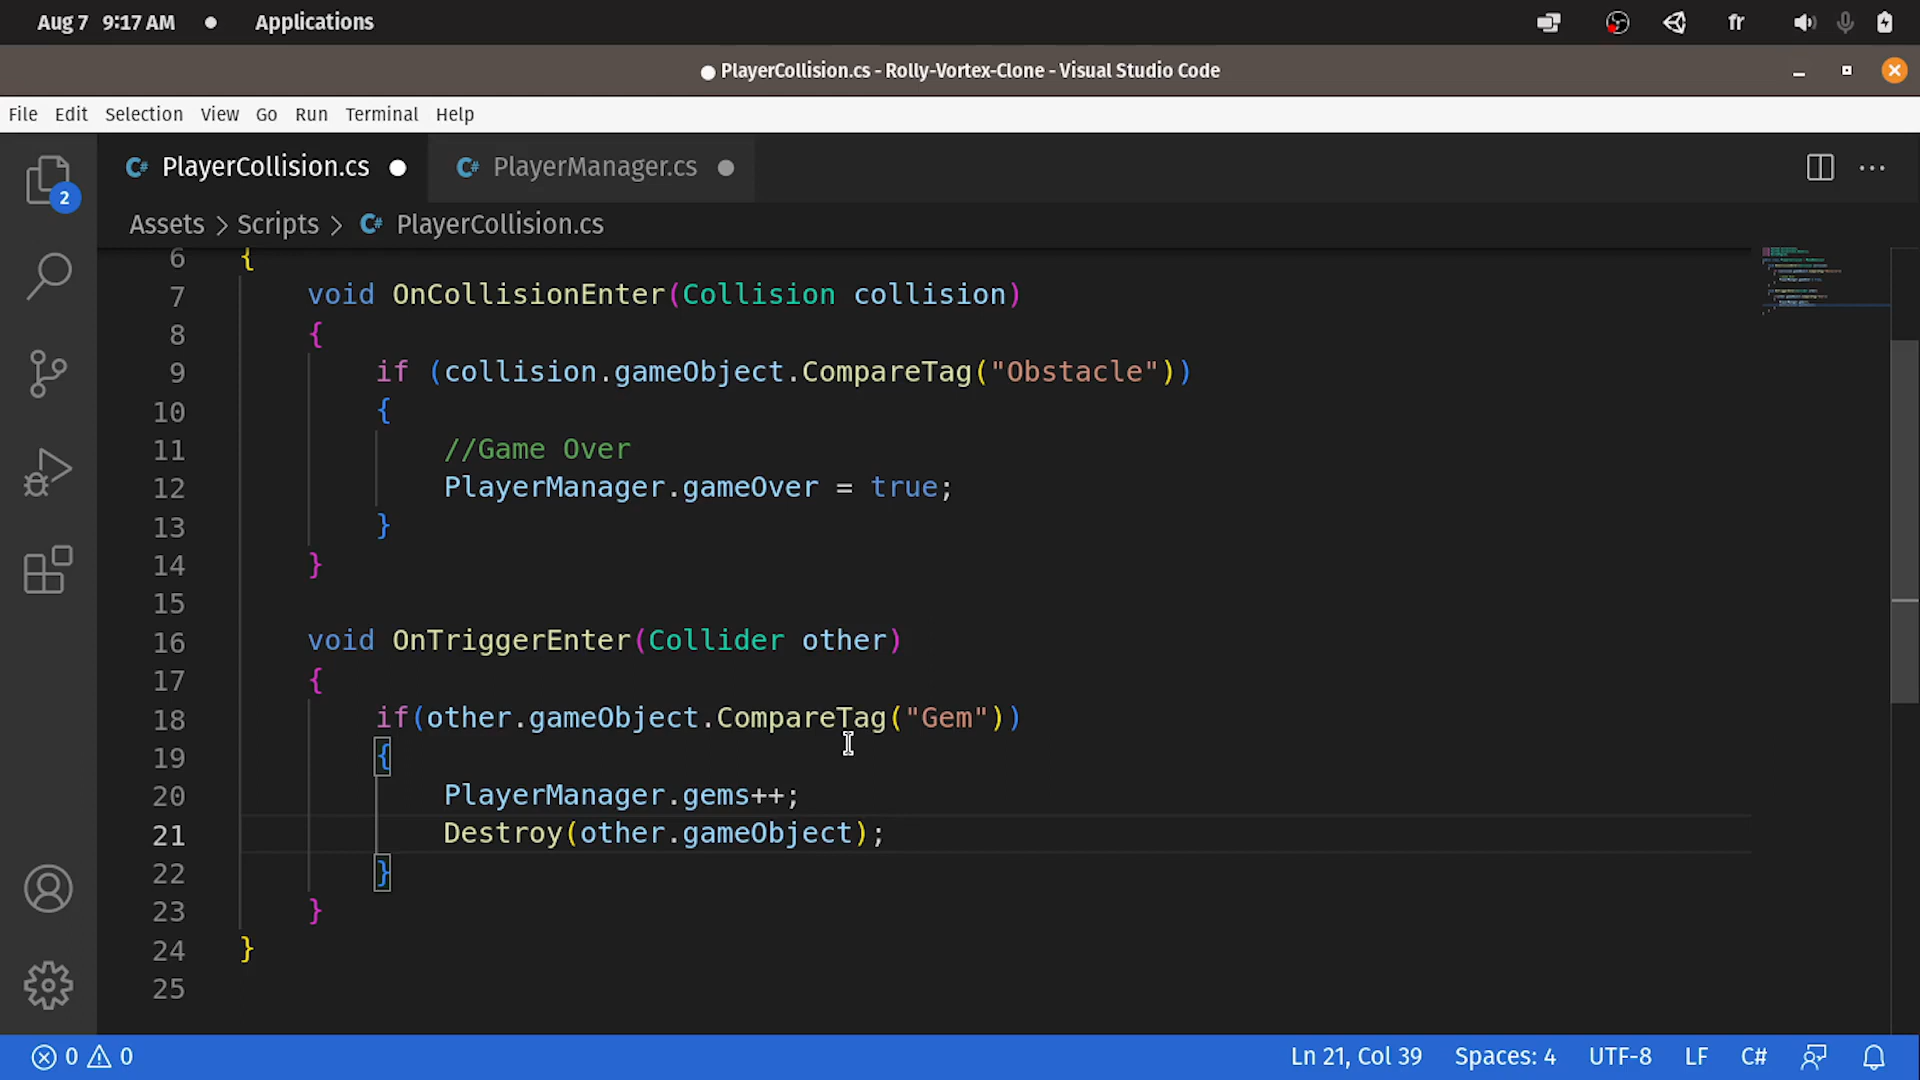 Aug 7 9:17 AM Applications fr
PlayerCollision.cs - Rolly-Vortex-Clone - Visual Studio Code
File Edit Selection View Go Run Terminal Help
2
C# PlayerCollision.cs C# PlayerManager.cs
Assets > Scripts > C# PlayerCollision.cs
6 {
7 void OnCollisionEnter(Collision collision)
8 {
9 if (collision.gameObject.CompareTag("Obstacle"))
10 {
11 //Game Over
12 PlayerManager.gameOver = true;
13 }
14 }
15
16 void OnTriggerEnter(Collider other)
17 {
18 if(other.gameObject.CompareTag("Gem"))
19 {
20 PlayerManager.gems++;
21 Destroy(other.gameObject);
22 }
23 }
24 }
25
0 0 Ln 21, Col 39 Spaces: 4 UTF-8 LF C#